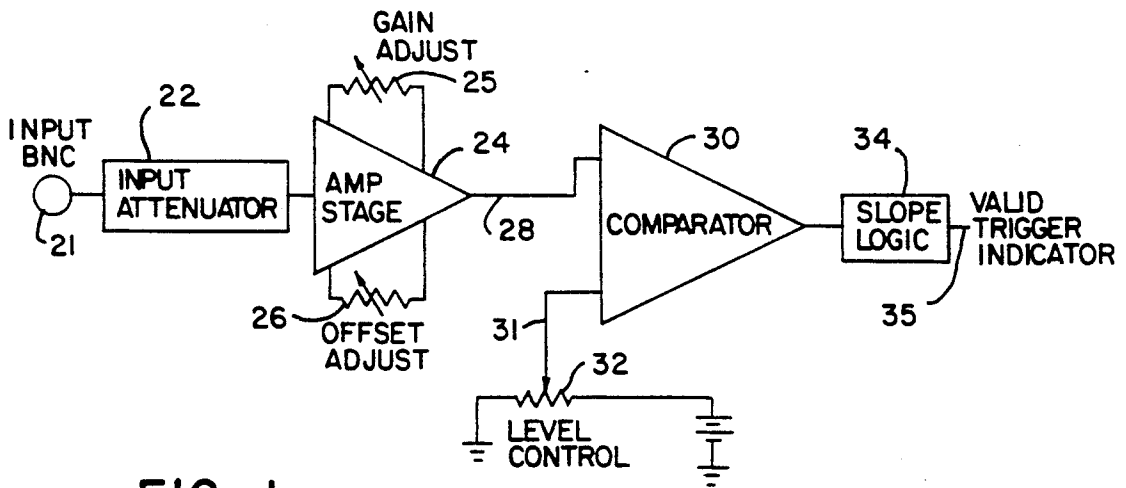 GAIN
ADJUST
25
22
INPUT
BNC
24
30
34
INPUT
ATTENUATOR
AMP
STAGE
COMPARATOR
SLOPE
LOGIC
VALID
TRIGGER
INDICATOR
21
28
35
26
OFFSET
ADJUST
31
32
LEVEL
CONTROL